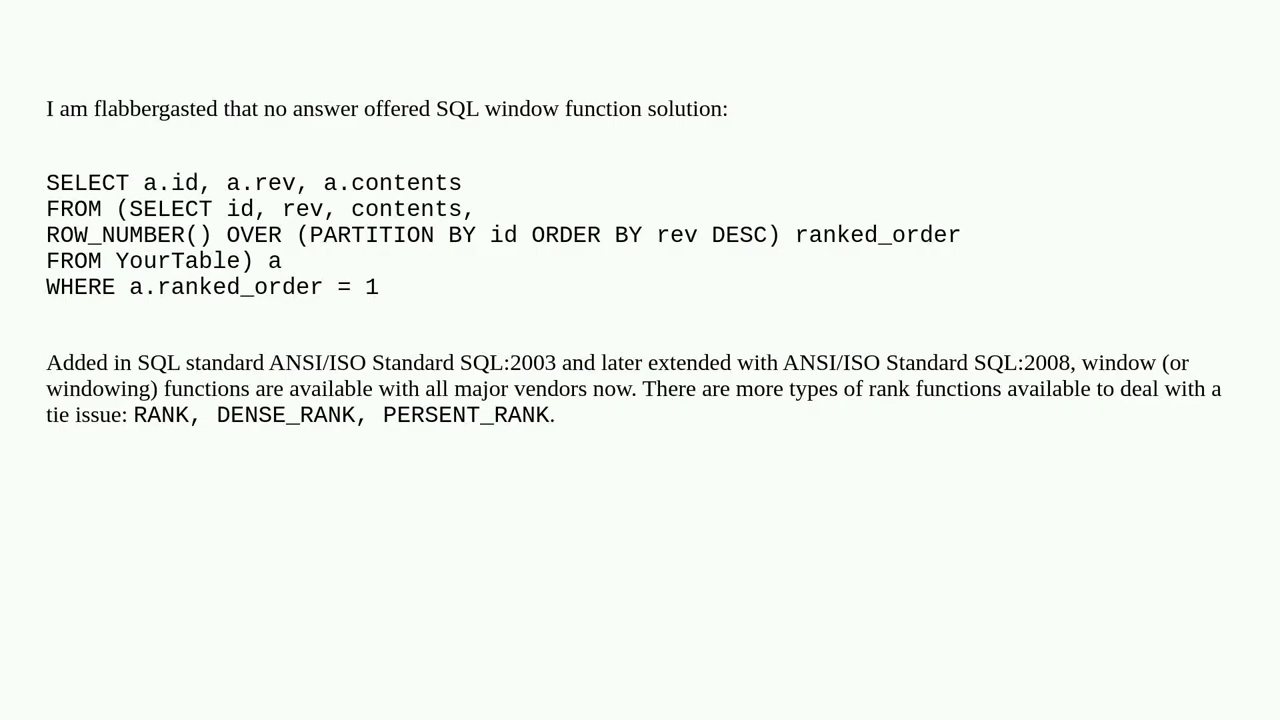 I am flabbergasted that no answer offered SQL window function solution:
SELECT a.id, a.rev, a.contents
FROM (SELECT id, rev, contents,
ROW_NUMBER() OVER (PARTITION BY id ORDER BY rev DESC) ranked_order
FROM YourTable) a
WHERE a.ranked_order = 1
Added in SQL standard ANSI/ISO Standard SQL:2003 and later extended with ANSI/ISO Standard SQL:2008, window (or
windowing) functions are available with all major vendors now. There are more types of rank functions available to deal with a
tie issue: RANK, DENSE_RANK, PERSENT_RANK.